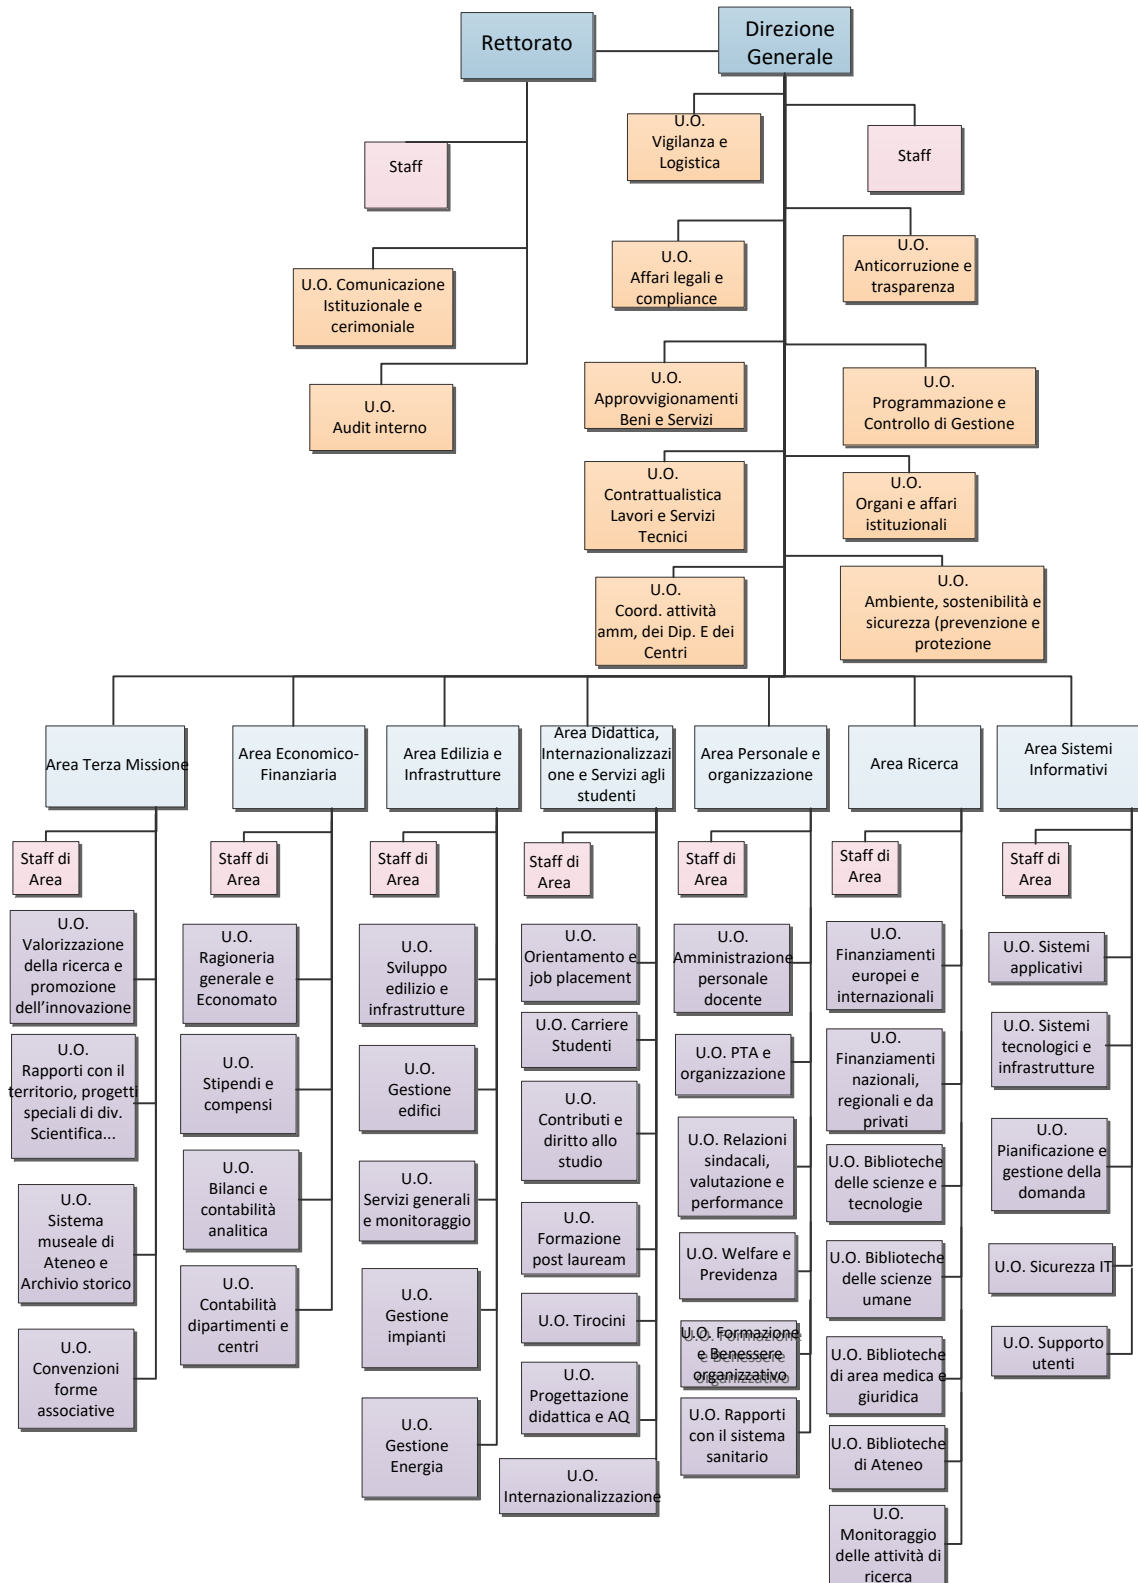 Rettorato
Direzione
Generale
Staff
U.O. Comunicazione
Istituzionale e
cerimoniale
U.O.
Audit interno
U.O.
Vigilanza e
Logistica
Staff
U.O.
Affari legali e
compliance
U.O.
Anticorruzione e
trasparenza
U.O.
Approvvigionamenti
Beni e Servizi
U.O.
Programmazione e
Controllo di Gestione
U.O.
Contrattualistica
Lavori e Servizi
Tecnici
U.O.
Organi e affari
istituzionali
U.O.
Coord. attività
amm, dei Dip. E dei
Centri
U.O.
Ambiente, sostenibilità e
sicurezza (prevenzione e
protezione
Area Terza Missione
Staff di
Area
U.O.
Valorizzazione
della ricerca e
promozione
dell’innovazione
U.O.
Rapporti con il
territorio, progetti
speciali di div.
Scientifica...
U.O.
Sistema
museale di
Ateneo e
Archivio storico
U.O.
Convenzioni
forme
associative
Area Economico-
Finanziaria
Staff di
Area
U.O.
Ragioneria
generale e
Economato
U.O.
Stipendi e
compensi
U.O.
Bilanci e
contabilità
analitica
U.O.
Contabilità
dipartimenti e
centri
Area Edilizia e
Infrastrutture
Staff di
Area
U.O.
Sviluppo
edilizio e
infrastrutture
U.O.
Gestione
edifici
U.O.
Servizi generali
e monitoraggio
U.O.
Gestione
impianti
U.O.
Gestione
Energia
Area Didattica,
Internazionalizzazi
one e Servizi agli
studenti
Staff di
Area
U.O.
Orientamento e
job placement
U.O. Carriere
Studenti
U.O.
Contributi e
diritto allo
studio
U.O.
Formazione
post lauream
U.O. Tirocini
U.O.
Progettazione
didattica e AQ
U.O.
Internazionalizzazione
Area Personale e
organizzazione
Staff di
Area
U.O.
Amministrazione
personale
docente
U.O. PTA e
organizzazione
U.O. Relazioni
sindacali,
valutazione e
performance
U.O. Welfare e
Previdenza
U.O. Formazione
e Benessere
organizzativo
U.O. Rapporti
con il sistema
sanitario
Area Ricerca
Staff di
Area
U.O.
Finanziamenti
europei e
internazionali
U.O.
Finanziamenti
nazionali,
regionali e da
privati
U.O. Biblioteche
delle scienze e
tecnologie
U.O. Biblioteche
delle scienze
umane
U.O. Biblioteche
di area medica e
giuridica
U.O. Biblioteche
di Ateneo
U.O.
Monitoraggio
delle attività di
ricerca
Area Sistemi
Informativi
Staff di
Area
U.O. Sistemi
applicativi
U.O. Sistemi
tecnologici e
infrastrutture
U.O.
Pianificazione e
gestione della
domanda
U.O. Sicurezza IT
U.O. Supporto
utenti